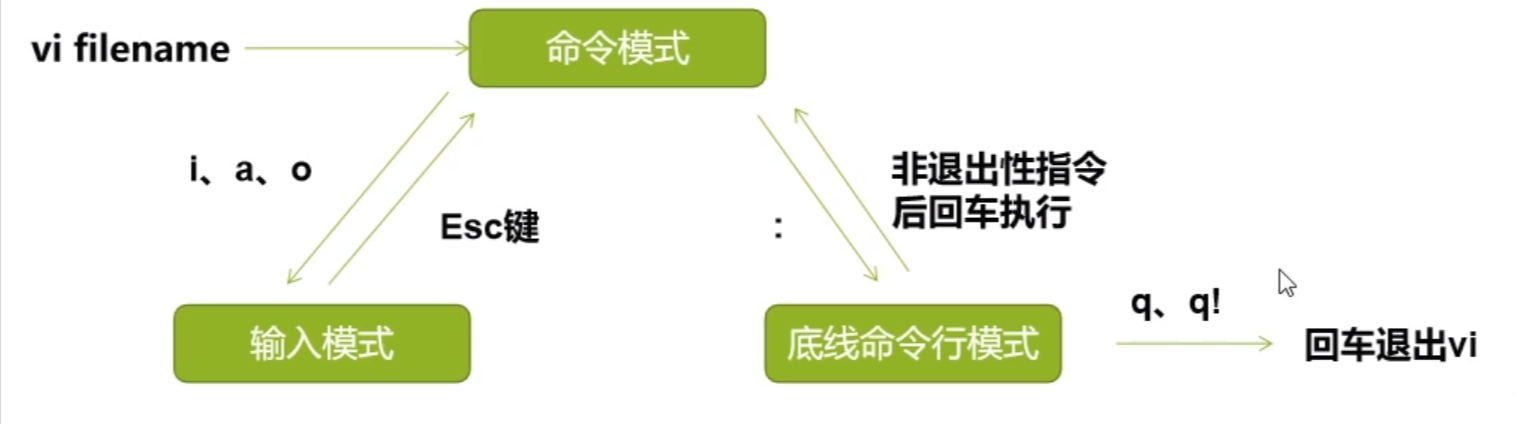 vi filename
命令模式
i、a、o
Esc键
:
非退出性指令
后回车执行
输入模式
底线命令行模式
q、q!
回车退出vi